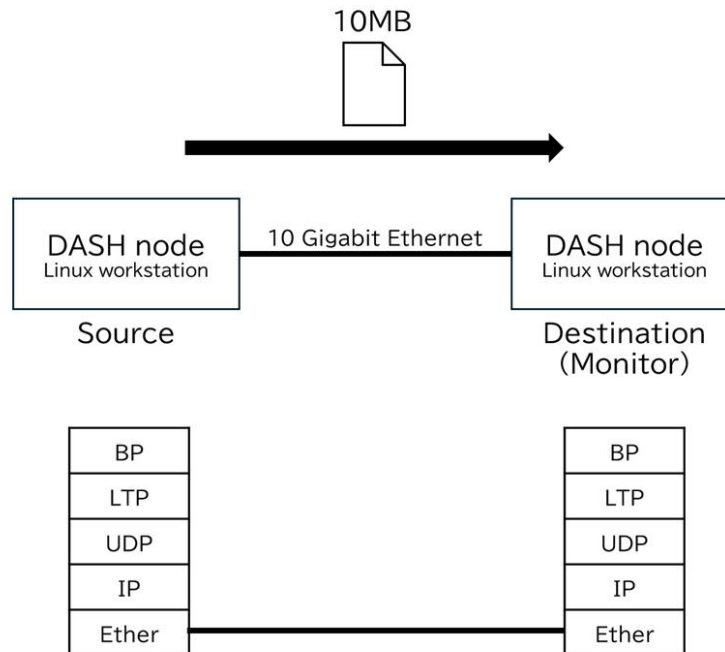 10MB
DASH node
Linux workstation
10 Gigabit Ethernet
DASH node
Linux workstation
Source
Destination
(Monitor)
BP
LTP
UDP
IP
Ether
BP
LTP
UDP
IP
Ether